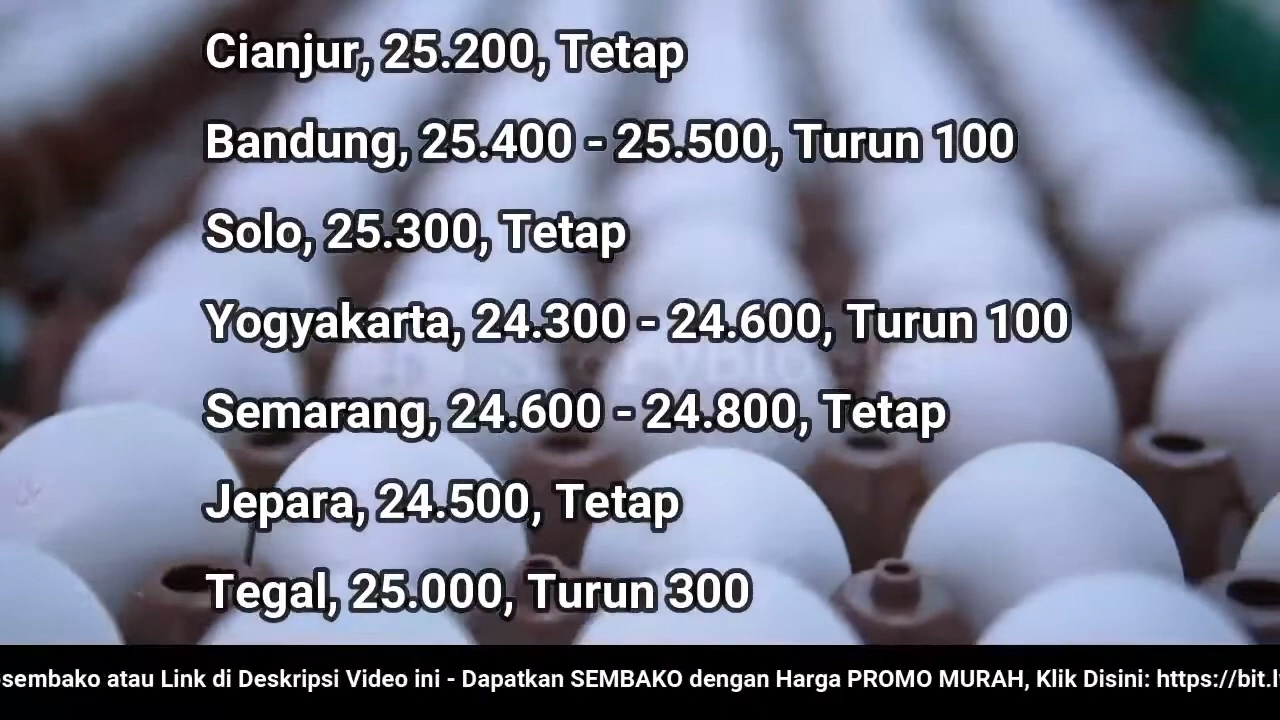 Cianjur, 25.200, Tetap
Bandung, 25.400 - 25.500, Turun 100
Solo, 25.300, Tetap
Yogyakarta, 24.300 - 24.600, Turun 100
Semarang, 24.600 - 24.800, Tetap
Jepara, 24.500, Tetap
Tegal, 25.000, Turun 300
sembako atau Link di Deskripsi Video ini - Dapatkan SEMBAKO dengan Harga PROMO MURAH, Klik Disini: https://bit.l